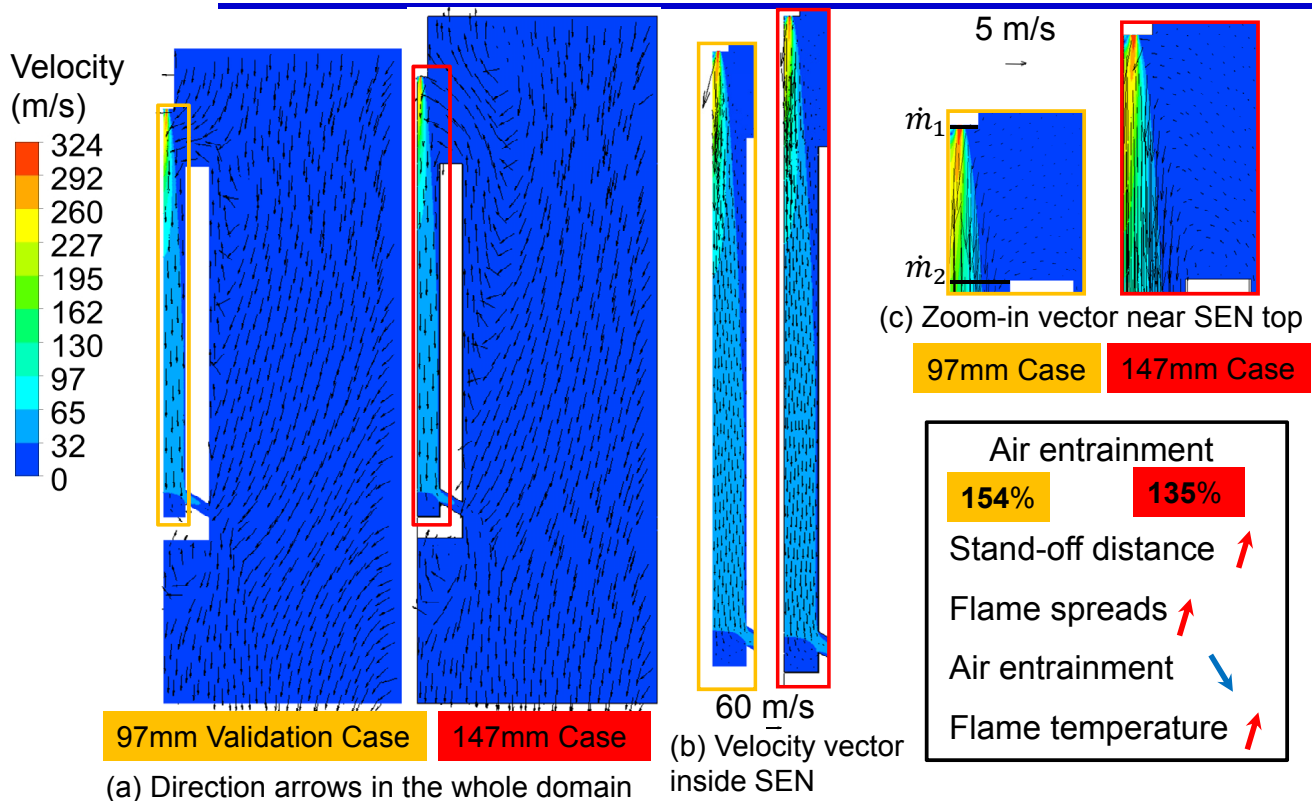 Velocity
(m/s)
324
292
260
227
195
162
130
97
65
32
0
97mm Validation Case
147mm Case
(a) Direction arrows in the whole domain
60 m/s
(b) Velocity vector
inside SEN
5 m/s
ṁ₁
ṁ₂
(c) Zoom-in vector near SEN top
97mm Case
147mm Case
Air entrainment
154%
135%
Stand-off distance
Flame spreads
Air entrainment
Flame temperature